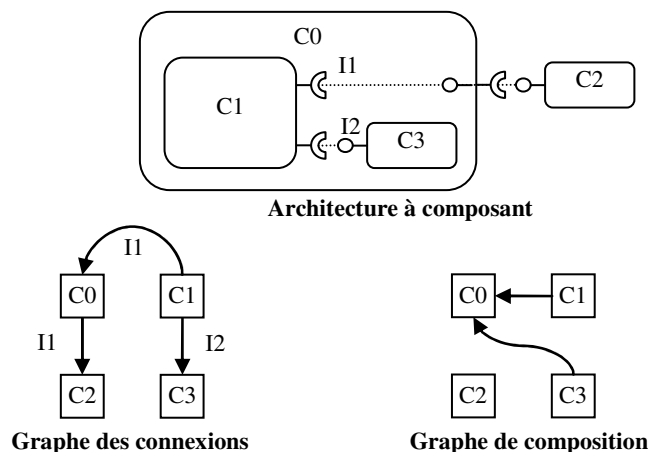 C0
I1
C2
C1
I2
C3
Architecture à composant
I1
C0 C1
I1 I2
C2 C3
Graphe des connexions
C0 C1
C2 C3
Graphe de composition